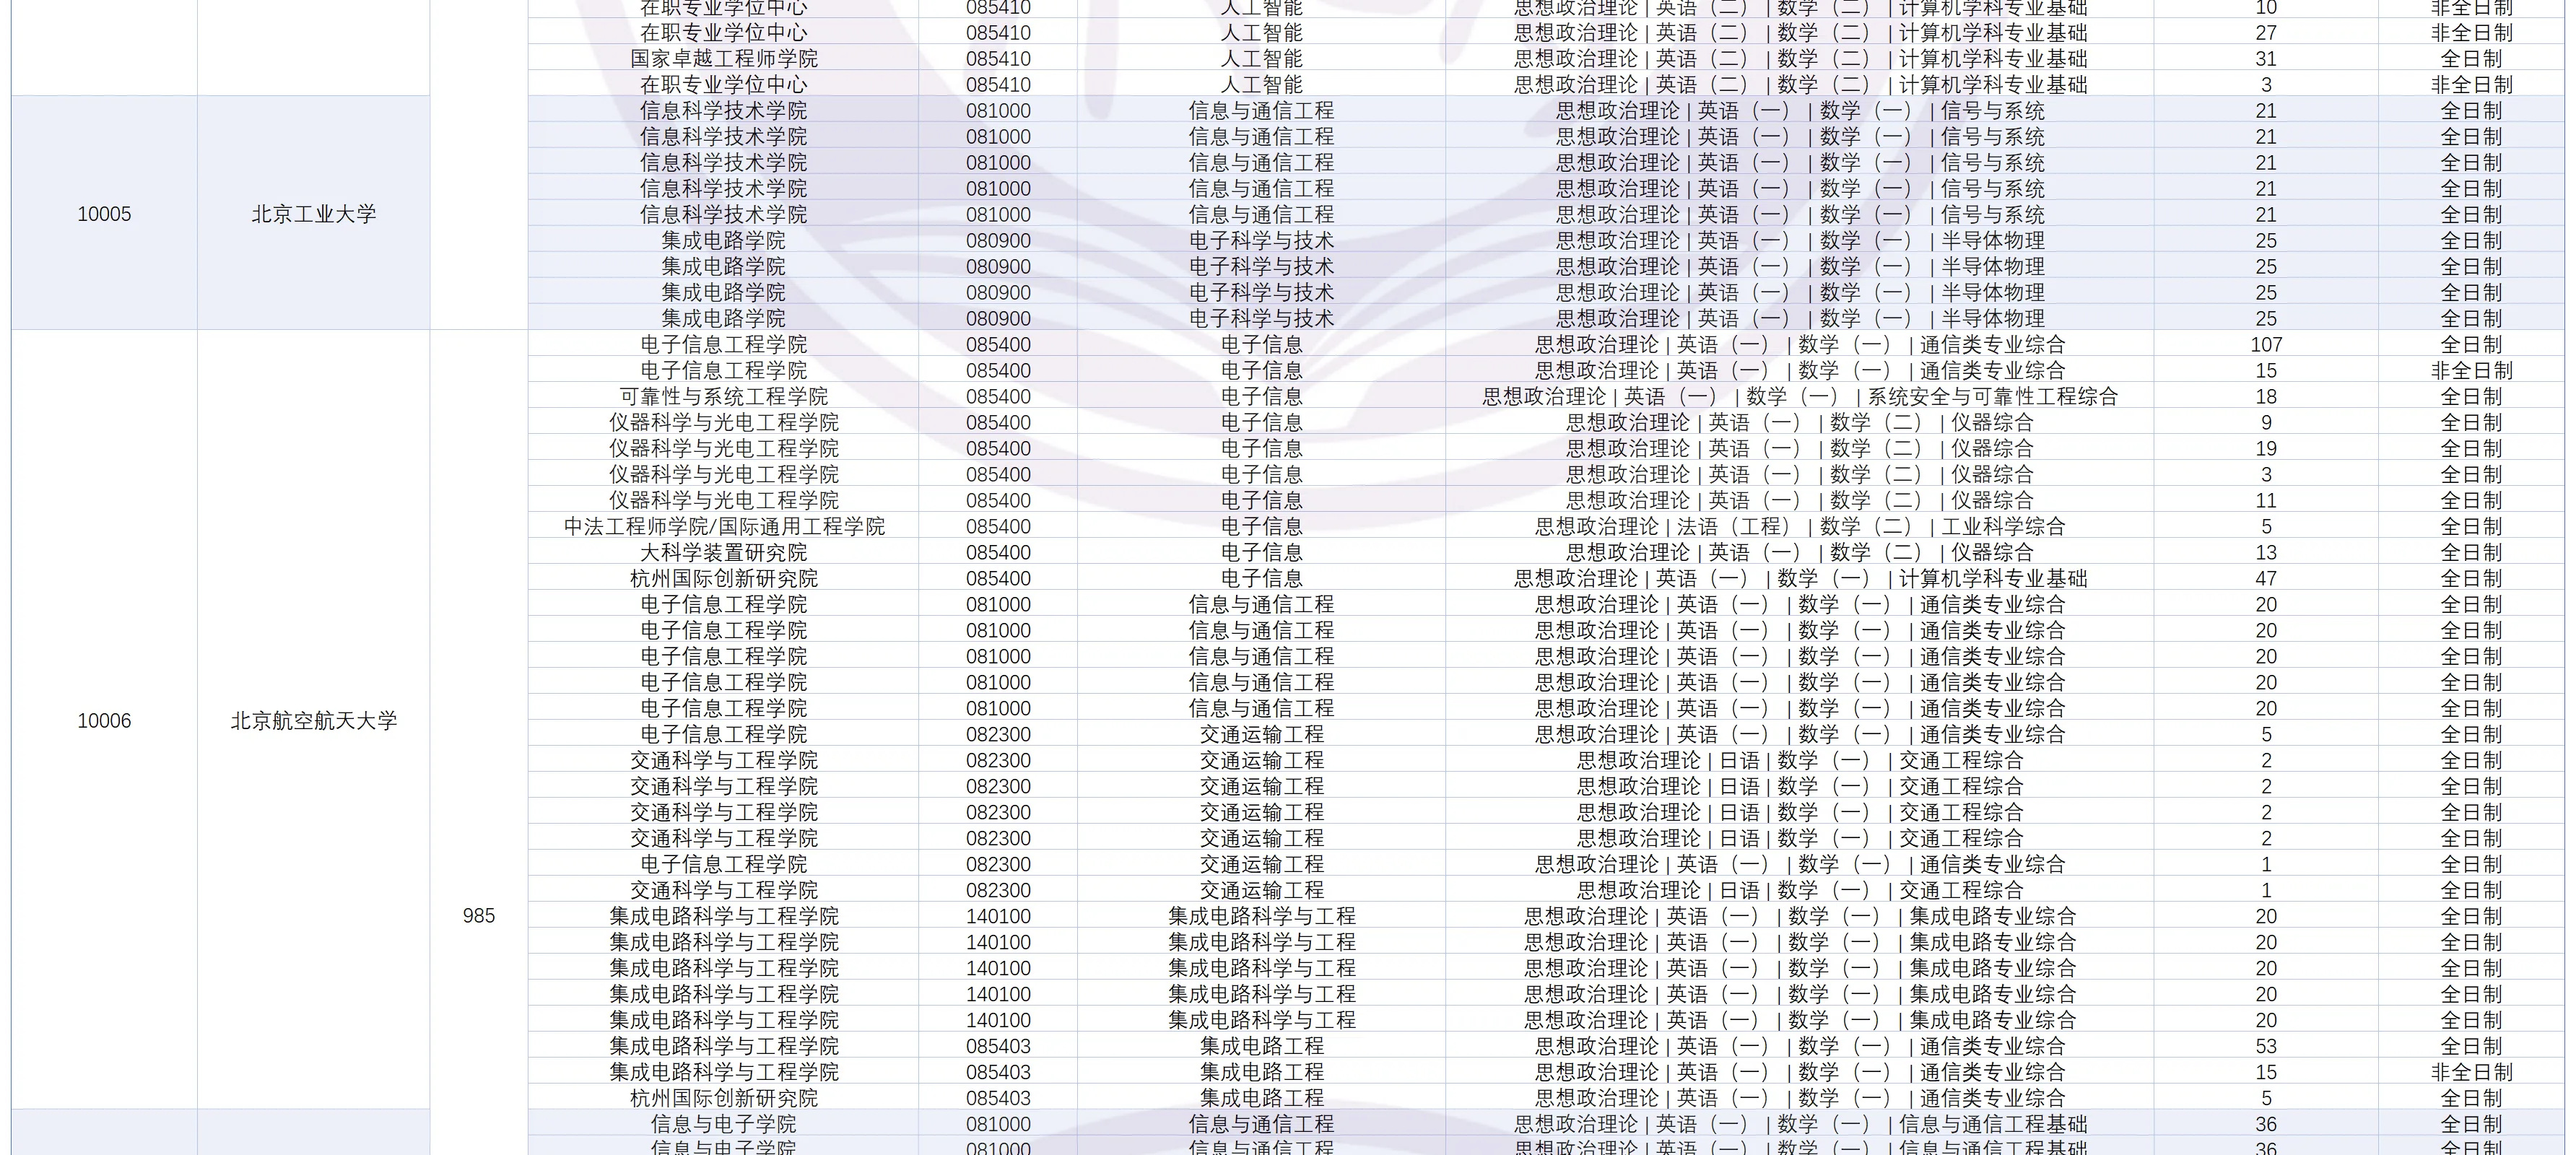 在职专业学位中心 085410 人工智能 思想政治理论 | 英语（二） | 数学（二） | 计算机学科专业基础 10 非全日制
在职专业学位中心 085410 人工智能 思想政治理论 | 英语（二） | 数学（二） | 计算机学科专业基础 27 非全日制
国家卓越工程师学院 085410 人工智能 思想政治理论 | 英语（二） | 数学（二） | 计算机学科专业基础 31 全日制
在职专业学位中心 085410 人工智能 思想政治理论 | 英语（二） | 数学（二） | 计算机学科专业基础 3 非全日制
信息科学技术学院 081000 信息与通信工程 思想政治理论 | 英语（一） | 数学（一） | 信号与系统 21 全日制
信息科学技术学院 081000 信息与通信工程 思想政治理论 | 英语（一） | 数学（一） | 信号与系统 21 全日制
信息科学技术学院 081000 信息与通信工程 思想政治理论 | 英语（一） | 数学（一） | 信号与系统 21 全日制
信息科学技术学院 081000 信息与通信工程 思想政治理论 | 英语（一） | 数学（一） | 信号与系统 21 全日制
10005 北京工业大学 信息科学技术学院 081000 信息与通信工程 思想政治理论 | 英语（一） | 数学（一） | 信号与系统 21 全日制
集成电路学院 080900 电子科学与技术 思想政治理论 | 英语（一） | 数学（一） | 半导体物理 25 全日制
集成电路学院 080900 电子科学与技术 思想政治理论 | 英语（一） | 数学（一） | 半导体物理 25 全日制
集成电路学院 080900 电子科学与技术 思想政治理论 | 英语（一） | 数学（一） | 半导体物理 25 全日制
集成电路学院 080900 电子科学与技术 思想政治理论 | 英语（一） | 数学（一） | 半导体物理 25 全日制
电子信息工程学院 085400 电子信息 思想政治理论 | 英语（一） | 数学（一） | 通信类专业综合 107 全日制
电子信息工程学院 085400 电子信息 思想政治理论 | 英语（一） | 数学（一） | 通信类专业综合 15 非全日制
可靠性与系统工程学院 085400 电子信息 思想政治理论 | 英语（一） | 数学（一） | 系统安全与可靠性工程综合 18 全日制
仪器科学与光电工程学院 085400 电子信息 思想政治理论 | 英语（一） | 数学（二） | 仪器综合 9 全日制
仪器科学与光电工程学院 085400 电子信息 思想政治理论 | 英语（一） | 数学（二） | 仪器综合 19 全日制
仪器科学与光电工程学院 085400 电子信息 思想政治理论 | 英语（一） | 数学（二） | 仪器综合 3 全日制
仪器科学与光电工程学院 085400 电子信息 思想政治理论 | 英语（一） | 数学（二） | 仪器综合 11 全日制
中法工程师学院/国际通用工程学院 085400 电子信息 思想政治理论 | 法语（工程） | 数学（二） | 工业科学综合 5 全日制
大科学装置研究院 085400 电子信息 思想政治理论 | 英语（一） | 数学（二） | 仪器综合 13 全日制
杭州国际创新研究院 085400 电子信息 思想政治理论 | 英语（一） | 数学（一） | 计算机学科专业基础 47 全日制
电子信息工程学院 081000 信息与通信工程 思想政治理论 | 英语（一） | 数学（一） | 通信类专业综合 20 全日制
电子信息工程学院 081000 信息与通信工程 思想政治理论 | 英语（一） | 数学（一） | 通信类专业综合 20 全日制
电子信息工程学院 081000 信息与通信工程 思想政治理论 | 英语（一） | 数学（一） | 通信类专业综合 20 全日制
电子信息工程学院 081000 信息与通信工程 思想政治理论 | 英语（一） | 数学（一） | 通信类专业综合 20 全日制
10006 北京航空航天大学 电子信息工程学院 081000 信息与通信工程 思想政治理论 | 英语（一） | 数学（一） | 通信类专业综合 20 全日制
电子信息工程学院 082300 交通运输工程 思想政治理论 | 英语（一） | 数学（一） | 通信类专业综合 5 全日制
交通科学与工程学院 082300 交通运输工程 思想政治理论 | 日语 | 数学（一） | 交通工程综合 2 全日制
交通科学与工程学院 082300 交通运输工程 思想政治理论 | 日语 | 数学（一） | 交通工程综合 2 全日制
交通科学与工程学院 082300 交通运输工程 思想政治理论 | 日语 | 数学（一） | 交通工程综合 2 全日制
交通科学与工程学院 082300 交通运输工程 思想政治理论 | 日语 | 数学（一） | 交通工程综合 2 全日制
电子信息工程学院 082300 交通运输工程 思想政治理论 | 英语（一） | 数学（一） | 通信类专业综合 1 全日制
交通科学与工程学院 082300 交通运输工程 思想政治理论 | 日语 | 数学（一） | 交通工程综合 1 全日制
985 集成电路科学与工程学院 140100 集成电路科学与工程 思想政治理论 | 英语（一） | 数学（一） | 集成电路专业综合 20 全日制
集成电路科学与工程学院 140100 集成电路科学与工程 思想政治理论 | 英语（一） | 数学（一） | 集成电路专业综合 20 全日制
集成电路科学与工程学院 140100 集成电路科学与工程 思想政治理论 | 英语（一） | 数学（一） | 集成电路专业综合 20 全日制
集成电路科学与工程学院 140100 集成电路科学与工程 思想政治理论 | 英语（一） | 数学（一） | 集成电路专业综合 20 全日制
集成电路科学与工程学院 140100 集成电路科学与工程 思想政治理论 | 英语（一） | 数学（一） | 集成电路专业综合 20 全日制
集成电路科学与工程学院 085403 集成电路工程 思想政治理论 | 英语（一） | 数学（一） | 通信类专业综合 53 全日制
集成电路科学与工程学院 085403 集成电路工程 思想政治理论 | 英语（一） | 数学（一） | 通信类专业综合 15 非全日制
杭州国际创新研究院 085403 集成电路工程 思想政治理论 | 英语（一） | 数学（一） | 通信类专业综合 5 全日制
信息与电子学院 081000 信息与通信工程 思想政治理论 | 英语（一） | 数学（一） | 信息与通信工程基础 36 全日制
信息与电子学院 081000 信息与通信工程 思想政治理论 | 英语（一） | 数学（一） | 信息与通信工程基础 36 全日制